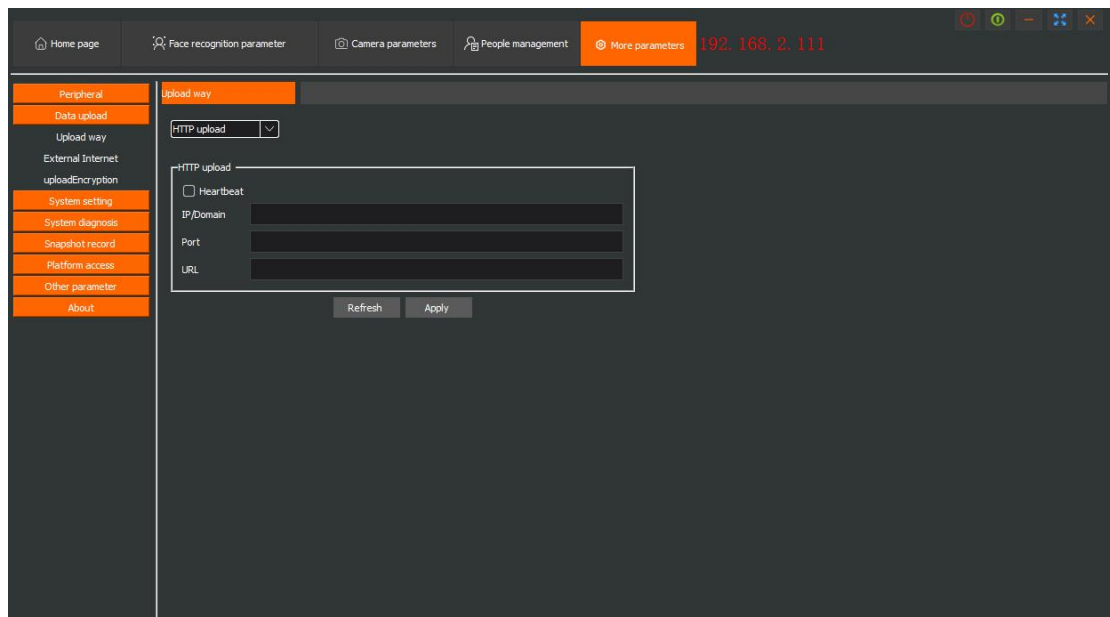 Home page
Face recognition parameter
Camera parameters
People management
More parameters
192. 168. 2. 111
Peripheral
Data upload
Upload way
External Internet
uploadEncryption
System setting
System diagnosis
Snapshot record
Platform access
Other parameter
About
Upload way
HTTP upload
HTTP upload
Heartbeat
IP/Domain
Port
URL
Refresh
Apply